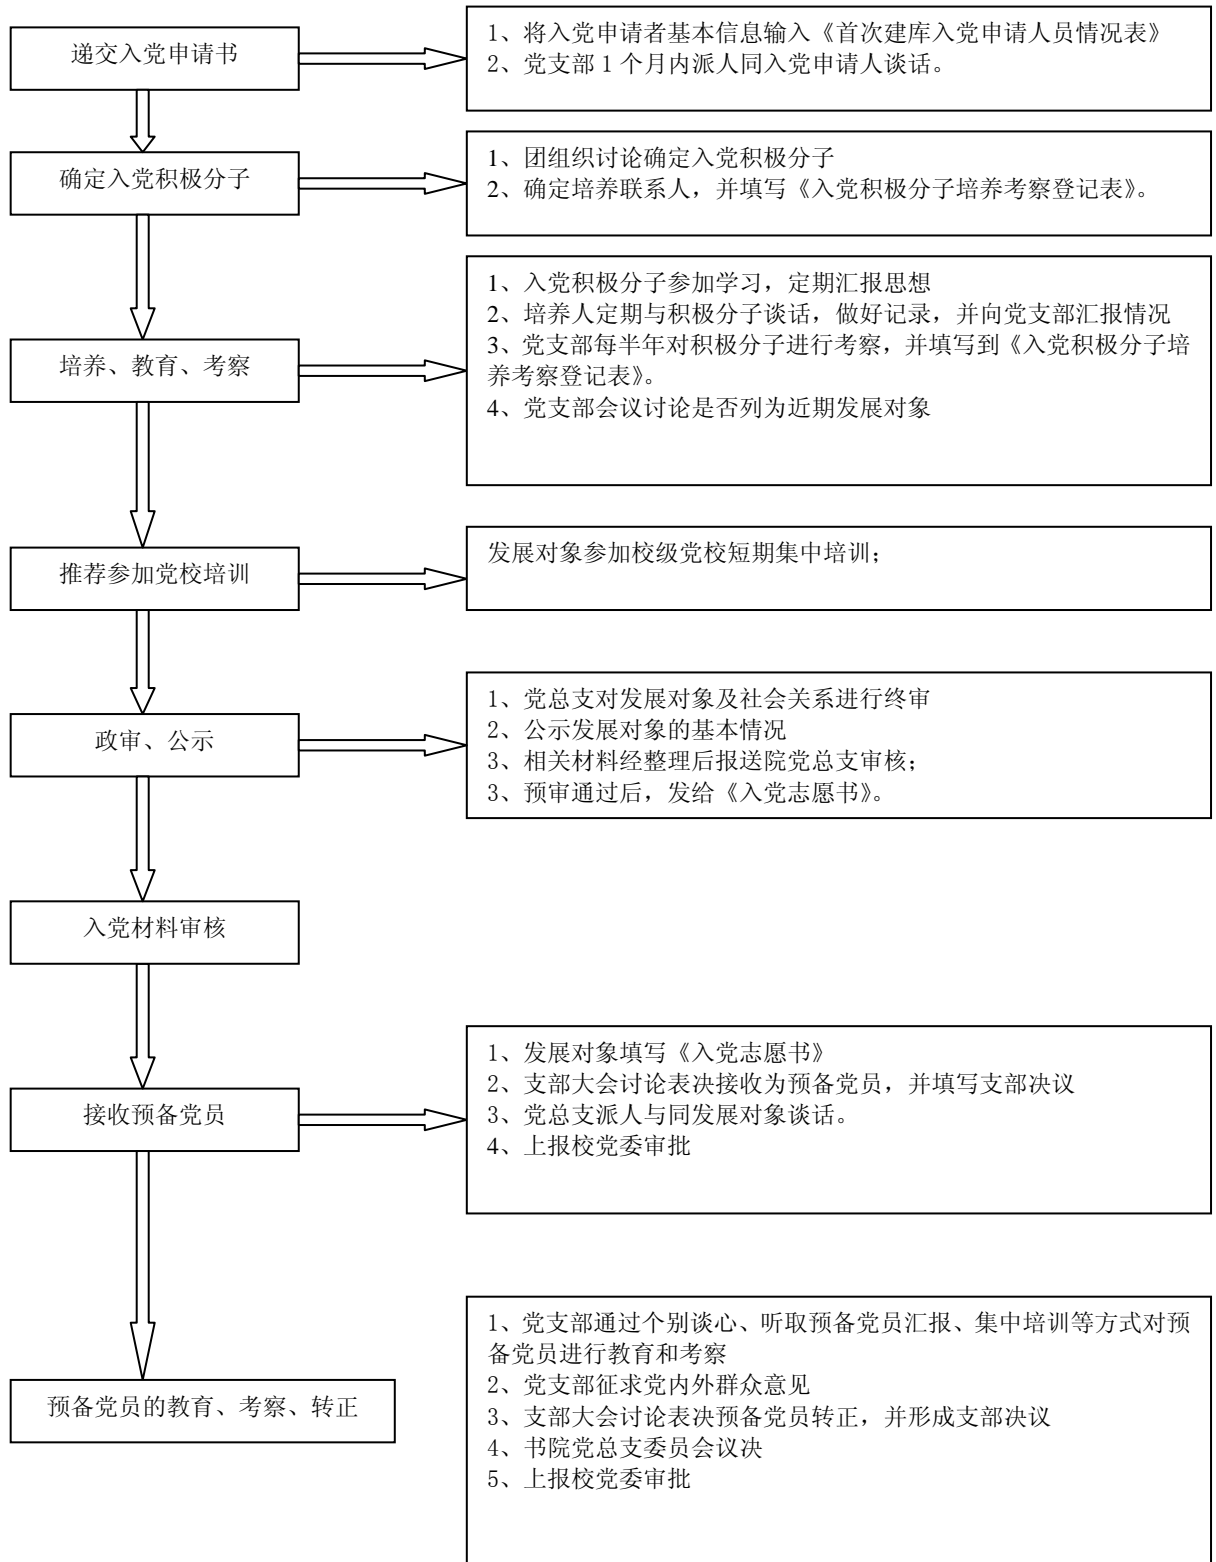 递交入党申请书
1、将入党申请者基本信息输入《首次建库入党申请人员情况表》
2、党支部 1 个月内派人同入党申请人谈话。
确定入党积极分子
1、团组织讨论确定入党积极分子
2、确定培养联系人，并填写《入党积极分子培养考察登记表》。
培养、教育、考察
1、入党积极分子参加学习，定期汇报思想
2、培养人定期与积极分子谈话，做好记录，并向党支部汇报情况
3、党支部每半年对积极分子进行考察，并填写到《入党积极分子培
养考察登记表》。
4、党支部会议讨论是否列为近期发展对象
推荐参加党校培训
发展对象参加校级党校短期集中培训；
政审、公示
1、党总支对发展对象及社会关系进行终审
2、公示发展对象的基本情况
3、相关材料经整理后报送院党总支审核；
3、预审通过后，发给《入党志愿书》。
入党材料审核
接收预备党员
1、发展对象填写《入党志愿书》
2、支部大会讨论表决接收为预备党员，并填写支部决议
3、党总支派人与同发展对象谈话。
4、上报校党委审批
预备党员的教育、考察、转正
1、党支部通过个别谈心、听取预备党员汇报、集中培训等方式对预
备党员进行教育和考察
2、党支部征求党内外群众意见
3、支部大会讨论表决预备党员转正，并形成支部决议
4、书院党总支委员会议决
5、上报校党委审批